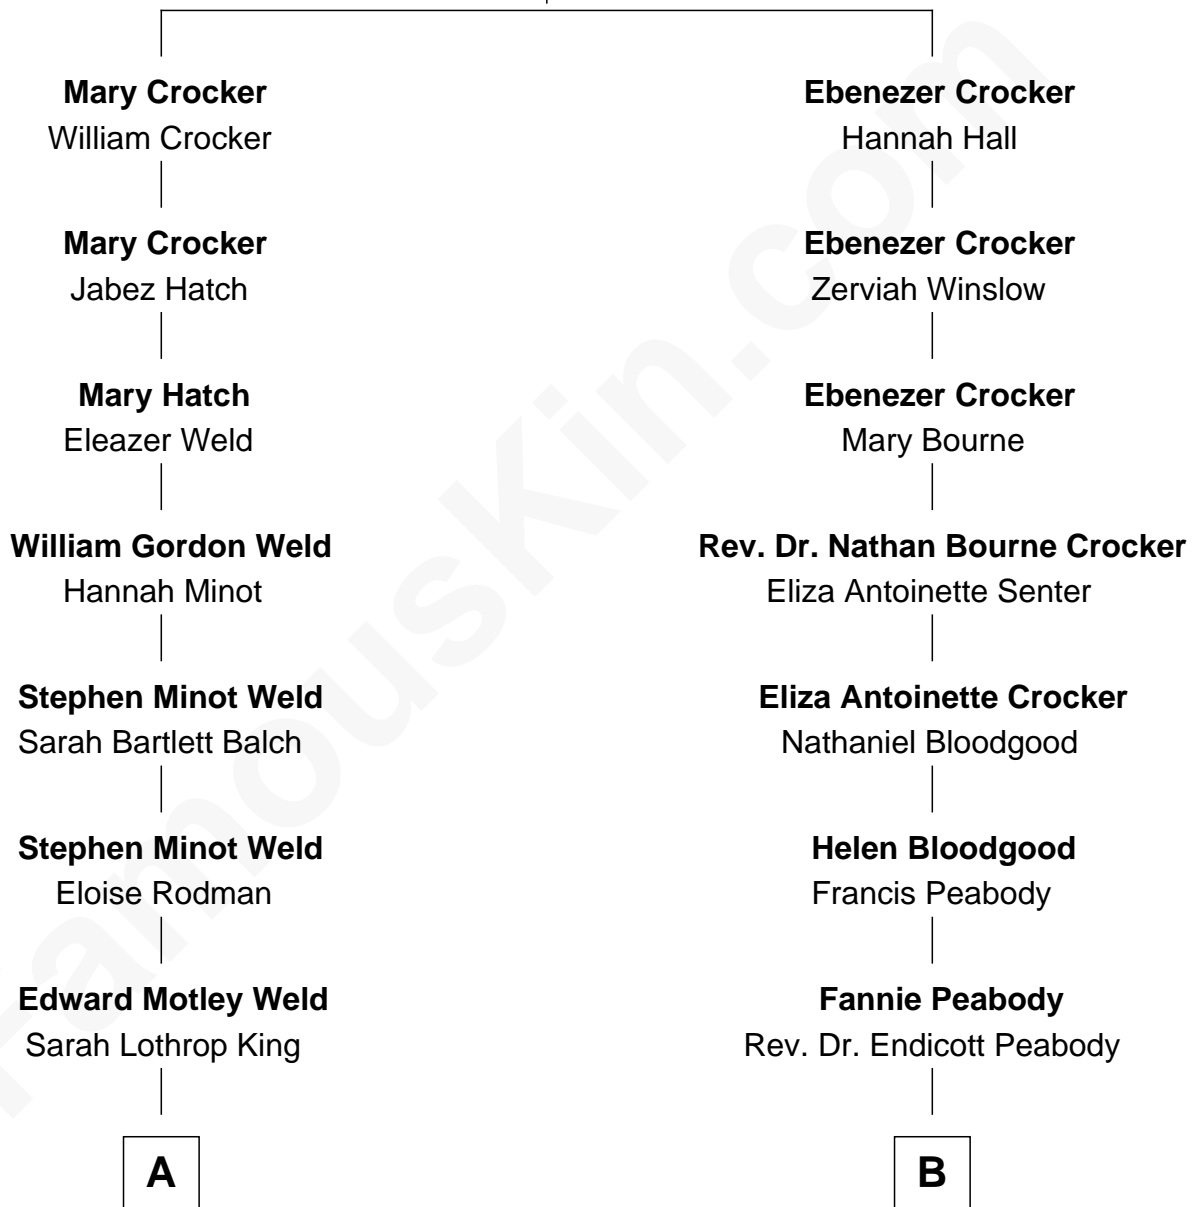 Mary Crocker
William Crocker
Mary Crocker
Jabez Hatch
Mary Hatch
Eleazer Weld
William Gordon Weld
Hannah Minot
Stephen Minot Weld
Sarah Bartlett Balch
Stephen Minot Weld
Eloise Rodman
Edward Motley Weld
Sarah Lothrop King
A
Ebenezer Crocker
Hannah Hall
Ebenezer Crocker
Zerviah Winslow
Ebenezer Crocker
Mary Bourne
Rev. Dr. Nathan Bourne Crocker
Eliza Antoinette Senter
Eliza Antoinette Crocker
Nathaniel Bloodgood
Helen Bloodgood
Francis Peabody
Fannie Peabody
Rev. Dr. Endicott Peabody
B
FamousKin.com